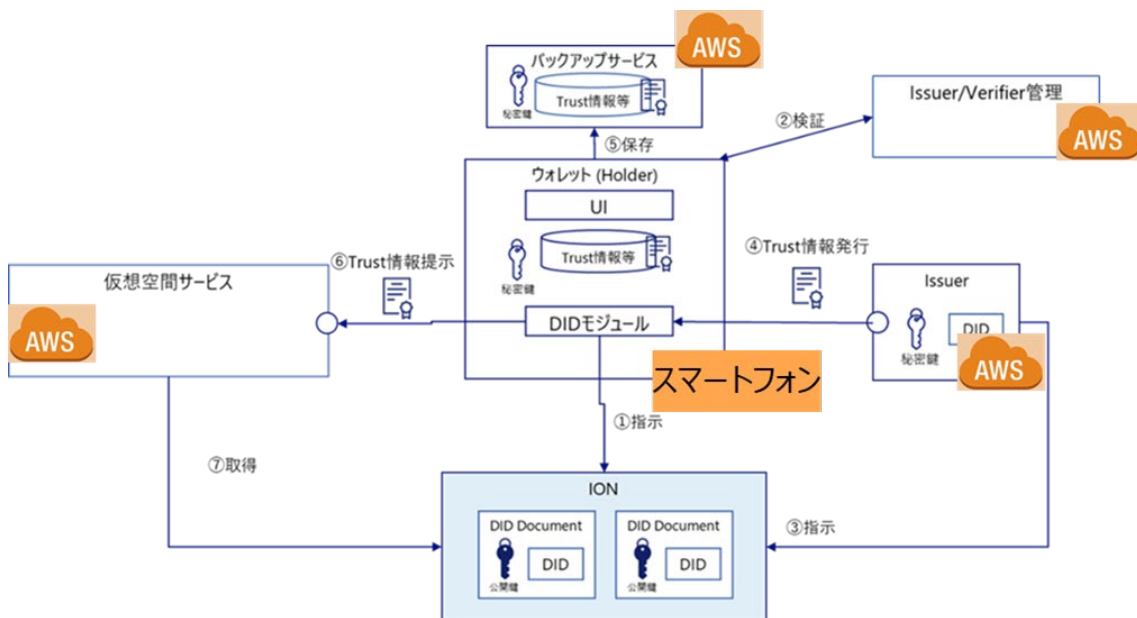 AWS
バックアップサービス
秘密鍵
Trust情報等
Issuer/Verifier管理
AWS
②検証
⑤保存
ウォレット (Holder)
UI
秘密鍵
Trust情報等
④Trust情報発行
⑥Trust情報提示
仮想空間サービス
AWS
DIDモジュール
Issuer
秘密鍵
DID
AWS
スマートフォン
①指示
⑦取得
③指示
ION
DID Document
公開鍵
DID
DID Document
公開鍵
DID